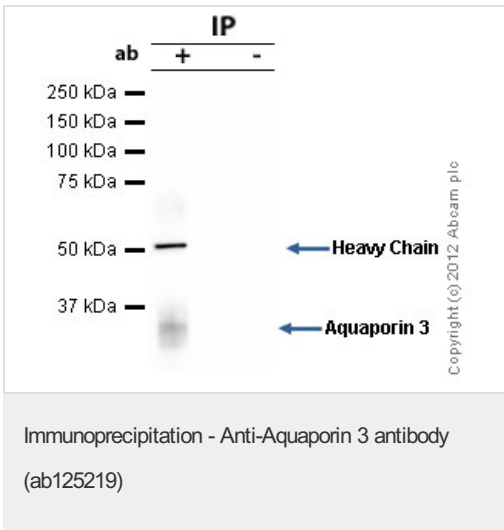 IP
ab + -
250 kDa
150 kDa
100 kDa
75 kDa
50 kDa
Heavy Chain
37 kDa
Aquaporin 3
Copyright (c) 2012 Abcam plc
Immunoprecipitation - Anti-Aquaporin 3 antibody
(ab125219)